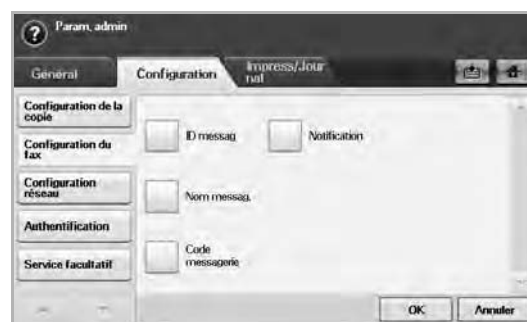 Param. admin
Général
Configuration
Impress/Jour
nal
Configuration de la
copie
Configuration du
fax
Configuration
réseau
Authentification
Service facultatif
ID messag
Notification
Nom messag.
Code
messagerie
OK
Annuler